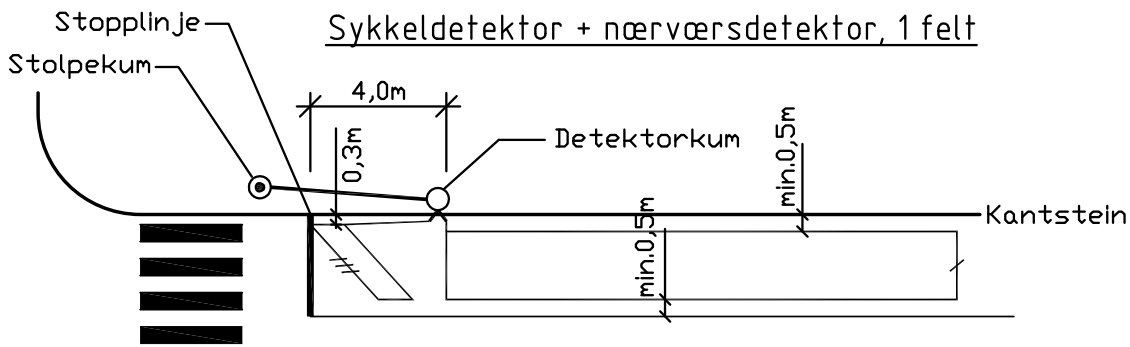 Sykkeldetektor + nærværsdetektor, 1 felt
Stopplinje
Stolpekum
4,0m
0,3m
Detektorkum
min.0,5m
min.0,5m
Kantstein